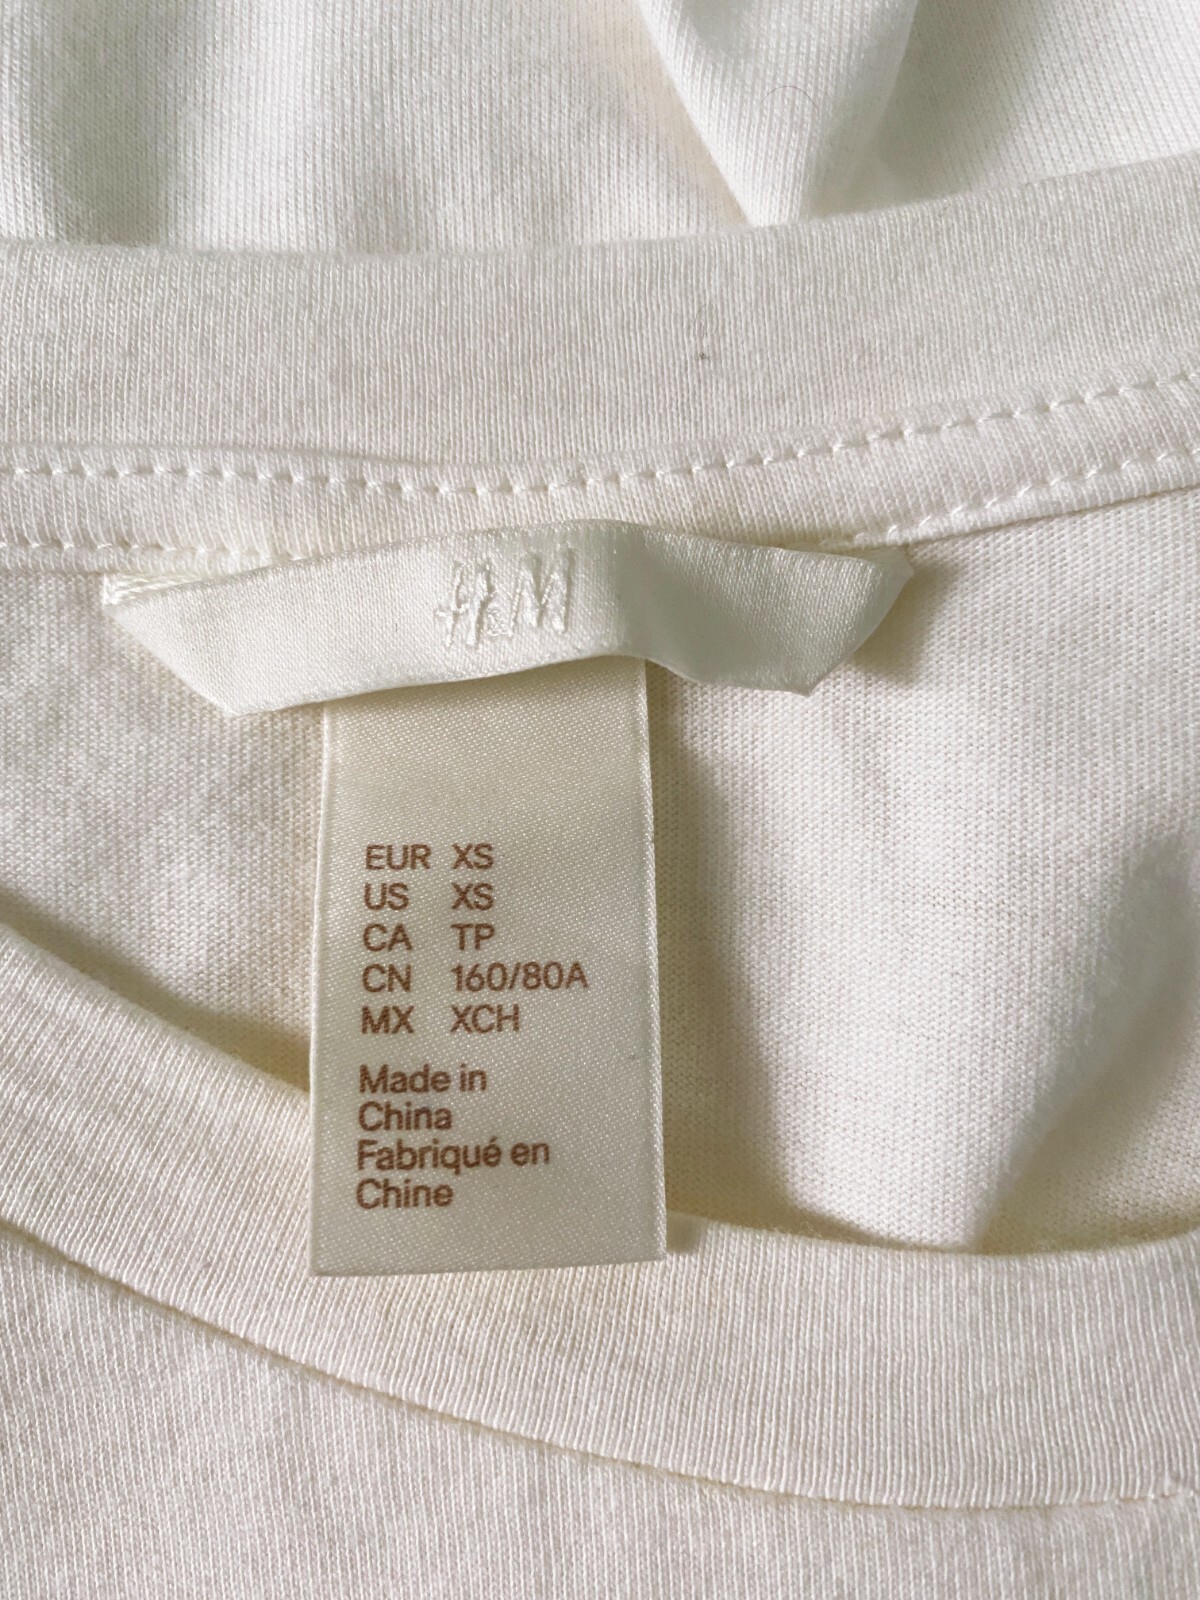 H&M
EUR XS
US XS
CA TP
CN 160/80A
MX XCH
Made in
China
Fabriqué en
Chine